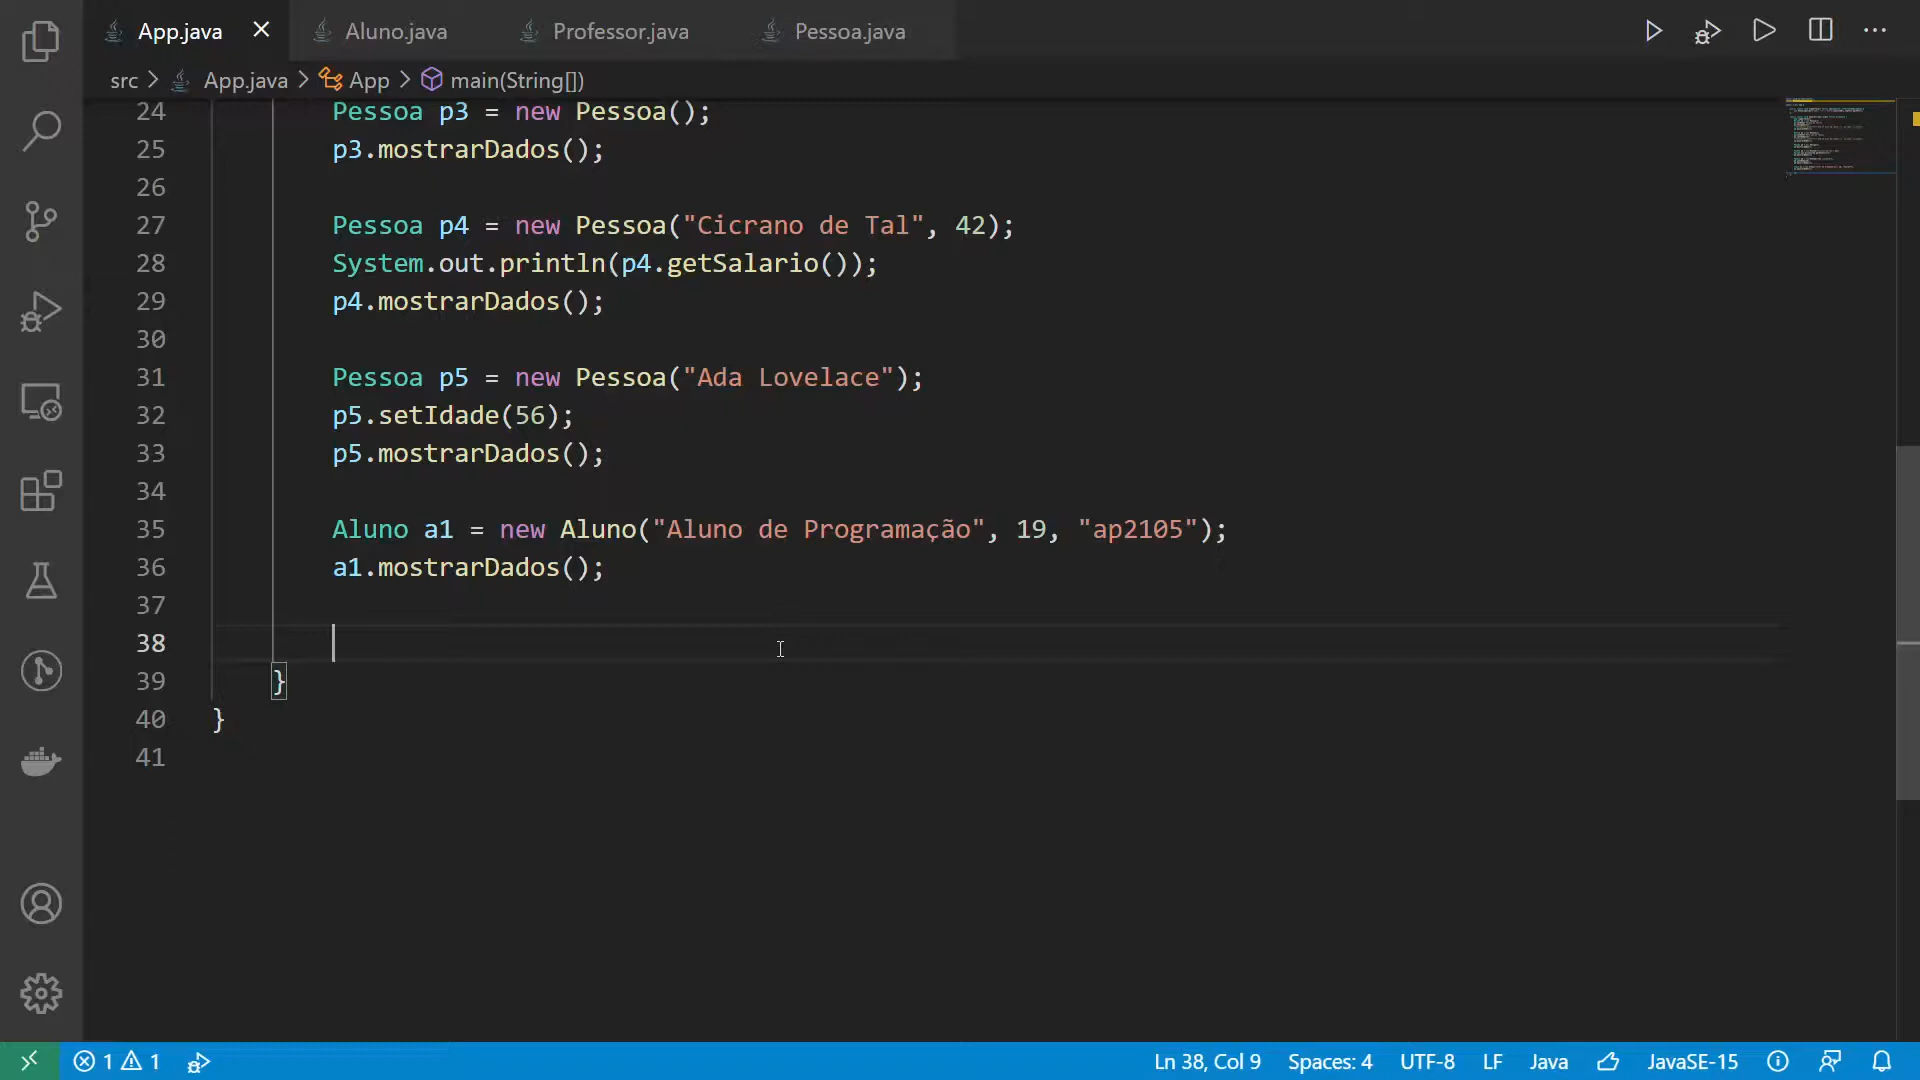 App.java
Aluno.java
Professor.java
Pessoa.java
src > App.java > App > main(String[])
24 Pessoa p3 = new Pessoa();
25 p3.mostrarDados();
26
27 Pessoa p4 = new Pessoa("Cicrano de Tal", 42);
28 System.out.println(p4.getSalario());
29 p4.mostrarDados();
30
31 Pessoa p5 = new Pessoa("Ada Lovelace");
32 p5.setIdade(56);
33 p5.mostrarDados();
34
35 Aluno a1 = new Aluno("Aluno de Programação", 19, "ap2105");
36 a1.mostrarDados();
37
38
39 }
40 }
41
1 1 Ln 38, Col 9 Spaces: 4 UTF-8 LF Java JavaSE-15